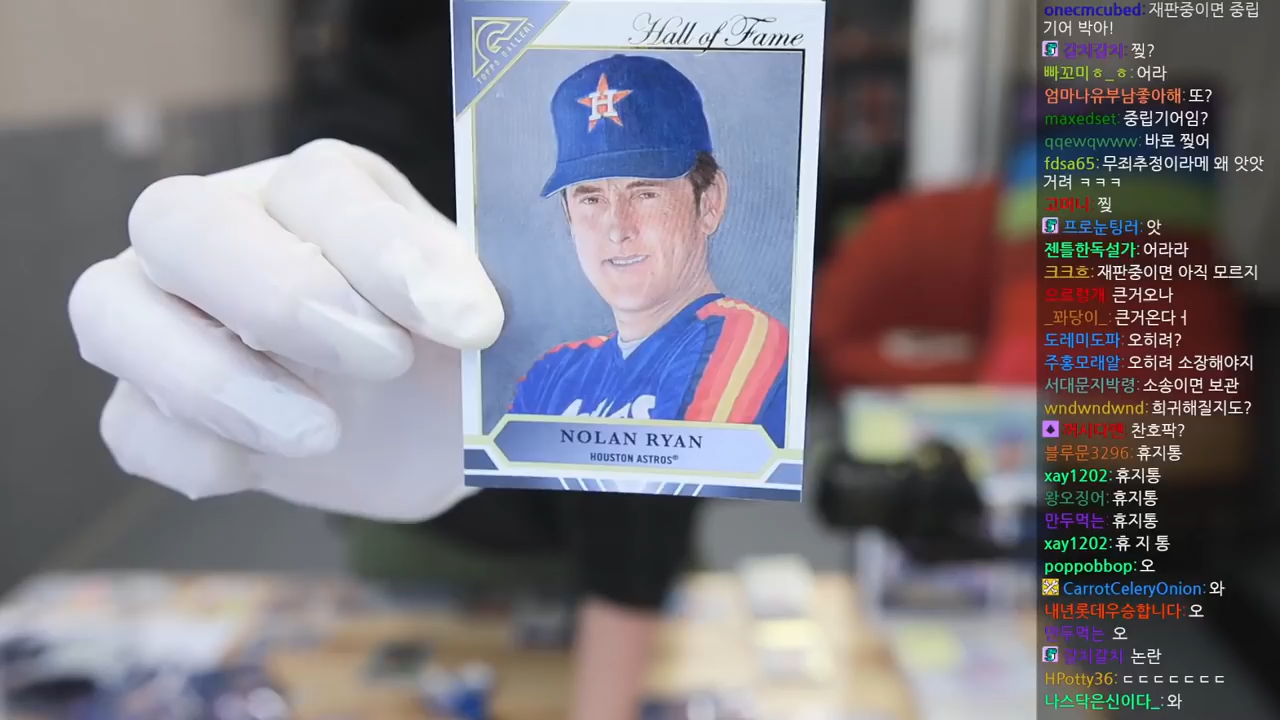 TOPPS GALLERY
Hall of Fame
H
NOLAN RYAN
HOUSTON ASTROS®
onecmcubed: 재판중이면 중립
기어 박아!
갈치갈치: 찢?
빠꼬미ㅎ_ㅎ: 어라
엄마나유부남좋아해: 또?
maxedset: 중립기어임?
qqewqwww: 바로 찢어
fdsa65: 무죄추정이라메 왜 앗앗
거려 ㅋㅋㅋ
찢
프로눈팅러: 앗
젠틀한독설가: 어라라
크크흐: 재판중이면 아직 모르지
큰거오나
_꽈당이_: 큰거온다ㅓ
도레미도파: 오히려?
주홍모래알: 오히려 소장해야지
서대문지박령: 소송이면 보관
wndwndwnd: 희귀해질지도?
찬호팍?
블루문3296: 휴지통
xay1202: 휴지통
왕오징어: 휴지통
만두먹는: 휴지통
xay1202: 휴 지 통
poppobbop: 오
CarrotCeleryOnion: 와
내년롯데우승합니다: 오
만두먹는: 오
갈치갈치: 논란
HPotty36: ㄷㄷㄷㄷㄷㄷㄷ
나스닥은신이다_: 와